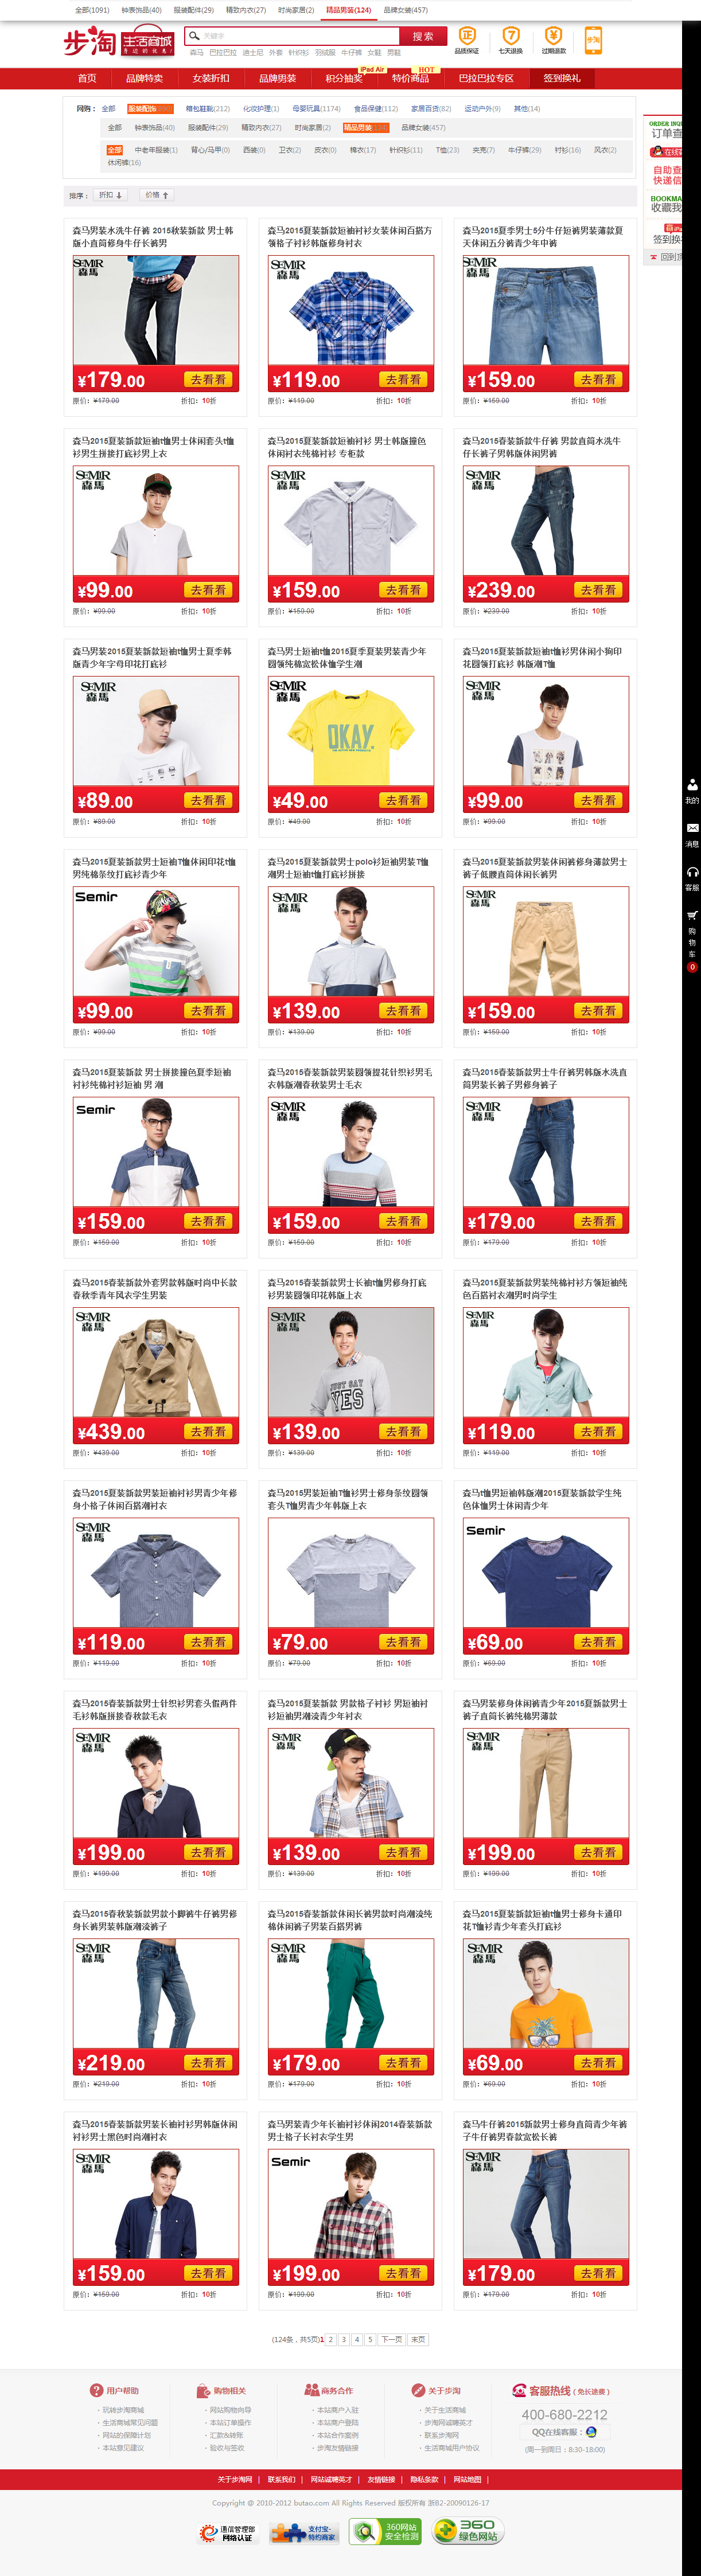 全部(1091) 钟表饰品(40) 服装配件(29) 精致内衣(27) 时尚家居(2) 精品男装(124) 品牌女装(457)
步淘 生活商城
关键字 搜 索
品质保证 七天退换 过期退款 步淘
森马 巴拉巴拉 迪士尼 外套 针织衫 羽绒服 牛仔裤 女鞋 男鞋
iPad Air HOT
首页 品牌特卖 女装折扣 品牌男装 积分抽奖 特价商品 巴拉巴拉专区 签到换礼
网购： 全部 服装配饰 箱包鞋靴(212) 化妆护理(1) 母婴玩具(1174) 食品保健(112) 家居百货(82) 运动户外(9) 其他(14)
全部 钟表饰品(40) 服装配件(29) 精致内衣(27) 时尚家居(2) 精品男装 品牌女装(457)
全部 中老年服装(1) 背心/马甲(0) 西装(0) 卫衣(2) 皮衣(0) 棉衣(17) 针织衫(11) T恤(23) 夹克(7) 牛仔裤(29) 衬衫(16) 风衣(2)
休闲裤(16)
ORDER INQU
订单查
自助查
快递信
BOOKMA
收藏我
签到换
回到顶
排序： 折扣 价格
森马男装水洗牛仔裤 2015秋装新款 男士韩
版小直筒修身牛仔长裤男
SEMIR 森馬
¥179.00 去看看
原价：¥179.00 折扣：10折
森马2015夏装新款短袖衬衫女装休闲百搭方
领格子衬衫韩版修身衬衣
SEMIR 森馬
¥119.00 去看看
原价：¥119.00 折扣：10折
森马2015夏季男士5分牛仔短裤男装薄款夏
天休闲五分裤青少年中裤
SEMIR 森馬
¥159.00 去看看
原价：¥159.00 折扣：10折
森马2015夏装新款短袖t恤男士休闲套头t恤
衫男生拼接打底衫男上衣
SEMIR 森馬
¥99.00 去看看
原价：¥99.00 折扣：10折
森马2015夏装新款短袖衬衫 男士韩版撞色
休闲衬衣纯棉衬衫 专柜款
SEMIR 森馬
¥159.00 去看看
原价：¥159.00 折扣：10折
森马2015春装新款牛仔裤 男款直筒水洗牛
仔长裤子男韩版休闲男裤
SEMIR 森馬
¥239.00 去看看
原价：¥239.00 折扣：10折
森马男装2015夏装新款短袖t恤男士夏季韩
版青少年字母印花打底衫
SEMIR 森馬
¥89.00 去看看
原价：¥89.00 折扣：10折
森马男士短袖t恤2015夏季夏装男装青少年
圆领纯棉宽松体恤学生潮
SEMIR 森馬
OKAY.
¥49.00 去看看
原价：¥49.00 折扣：10折
森马2015夏装新款短袖t恤衫男休闲小狗印
花圆领打底衫 韩版潮T恤
SEMIR 森馬
¥99.00 去看看
原价：¥99.00 折扣：10折
森马2015夏装新款男士短袖T恤休闲印花t恤
男纯棉条纹打底衫青少年
Semir
¥99.00 去看看
原价：¥99.00 折扣：10折
森马2015夏装新款男士polo衫短袖男装T恤
潮男士短袖t恤打底衫拼接
SEMIR 森馬
¥139.00 去看看
原价：¥139.00 折扣：10折
森马2015夏装新款男装休闲裤修身薄款男士
裤子低腰直筒休闲长裤男
SEMIR 森馬
¥159.00 去看看
原价：¥159.00 折扣：10折
森马2015夏装新款 男士拼接撞色夏季短袖
衬衫纯棉衬衫短袖 男 潮
Semir
¥159.00 去看看
原价：¥159.00 折扣：10折
森马2015春装新款男装圆领提花针织衫男毛
衣韩版潮春秋装男士毛衣
SEMIR 森馬
¥159.00 去看看
原价：¥159.00 折扣：10折
森马2015春装新款男士牛仔裤男韩版水洗直
筒男装长裤子男修身裤子
SEMIR 森馬
¥179.00 去看看
原价：¥179.00 折扣：10折
森马2015春装新款外套男款韩版时尚中长款
春秋季青年风衣学生男装
SEMIR 森馬
¥439.00 去看看
原价：¥439.00 折扣：10折
森马2015春装新款男士长袖t恤男修身打底
衫男装圆领印花韩版上衣
SEMIR 森馬
JUST SAY
YES
¥139.00 去看看
原价：¥139.00 折扣：10折
森马2015夏装新款男装纯棉衬衫方领短袖纯
色百搭衬衣潮男时尚学生
SEMIR 森馬
¥119.00 去看看
原价：¥119.00 折扣：10折
森马2015夏装新款男装短袖衬衫男青少年修
身小格子休闲百搭潮衬衣
SEMIR 森馬
¥119.00 去看看
原价：¥119.00 折扣：10折
森马2015男装短袖T恤衫男士修身条纹圆领
套头T恤男青少年韩版上衣
SEMIR 森馬
¥79.00 去看看
原价：¥79.00 折扣：10折
森马t恤男短袖韩版潮2015夏装新款学生纯
色体恤男士休闲青少年
Semir
¥69.00 去看看
原价：¥69.00 折扣：10折
森马2015春装新款男士针织衫男套头假两件
毛衫韩版拼接春秋款毛衣
SEMIR 森馬
¥199.00 去看看
原价：¥199.00 折扣：10折
森马2015夏装新款 男款格子衬衫 男短袖衬
衫短袖男潮流青少年衬衣
SEMIR 森馬
¥139.00 去看看
原价：¥139.00 折扣：10折
森马男装修身休闲裤青少年2015夏新款男士
裤子直筒长裤纯棉男薄款
SEMIR 森馬
¥199.00 去看看
原价：¥199.00 折扣：10折
森马2015春秋装新款男款小脚裤牛仔裤男修
身长裤男装韩版潮流裤子
SEMIR 森馬
¥219.00 去看看
原价：¥219.00 折扣：10折
森马2015春装新款休闲长裤男款时尚潮流纯
棉休闲裤子男装百搭男裤
SEMIR 森馬
¥179.00 去看看
原价：¥179.00 折扣：10折
森马2015夏装新款短袖t恤男士修身卡通印
花T恤衫青少年套头打底衫
SEMIR 森馬
¥69.00 去看看
原价：¥69.00 折扣：10折
森马2015春装新款男装长袖衬衫男韩版休闲
衬衫男士黑色时尚潮衬衣
SEMIR 森馬
¥159.00 去看看
原价：¥159.00 折扣：10折
森马男装青少年长袖衬衫休闲2014春装新款
男士格子长衬衣学生男
Semir
¥199.00 去看看
原价：¥199.00 折扣：10折
森马牛仔裤2015新款男士修身直筒青少年裤
子牛仔裤男春款宽松长裤
SEMIR 森馬
¥179.00 去看看
原价：¥179.00 折扣：10折
我的
消息
客服
购
物
车
0
(124条，共5页)1 2 3 4 5 下一页 末页
用户帮助 购物相关 商务合作 关于步淘 客服热线（免长途费）
玩转步淘商城 网站购物向导 本站商户入驻 关于生活商城
生活商城常见问题 本站订单操作 本站商户登陆 步淘网诚聘英才
网站的保障计划 汇款&转账 本站合作案例 联系步淘网
本站意见建议 验收与签收 步淘友情链接 生活商城用户协议
400-680-2212
QQ在线客服：
(周一到周日：8:30-18:00)
关于步淘网 | 联系我们 | 网站诚聘英才 | 友情链接 | 隐私条款 | 网站地图 |
Copyright @ 2010-2012 butao.com All Rights Reserved 版权所有 浙B2-20090126-17
通信管理部 网络认证
支付宝 特约商家
360网站 安全检测
360 绿色网站